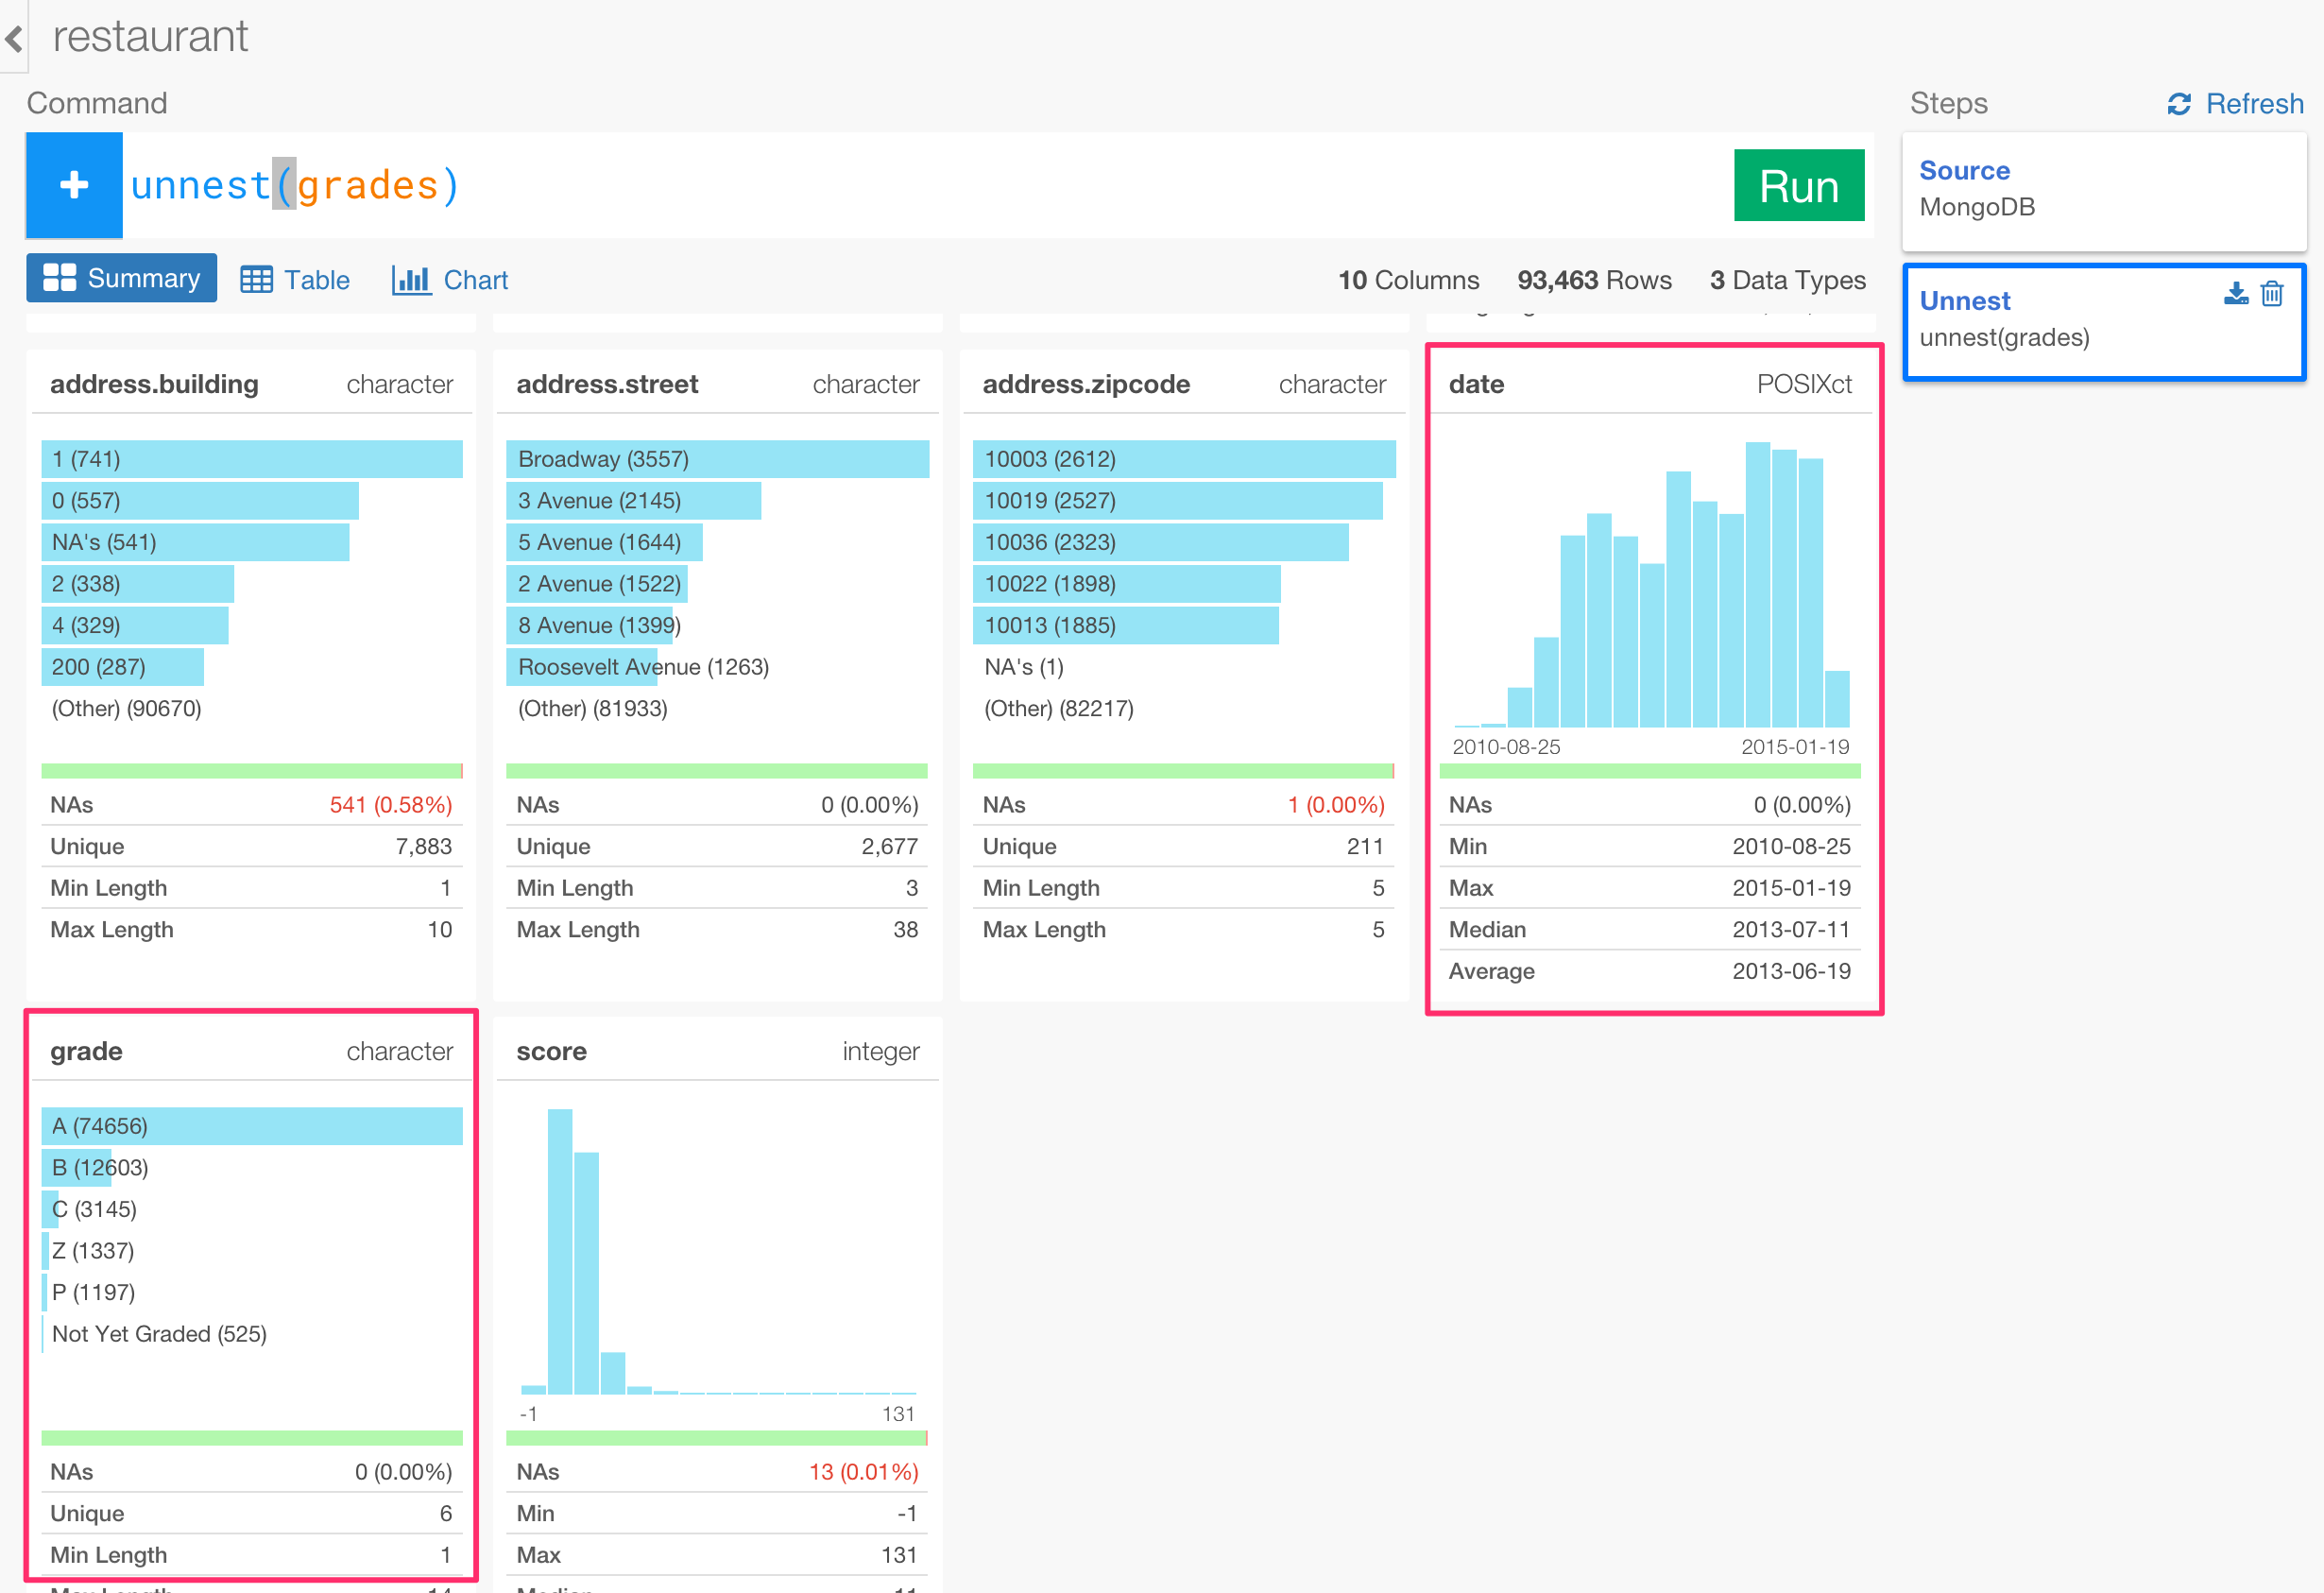 restaurant
Command
Steps
Refresh
unnest(grades)
Run
Source
MongoDB
Summary
Table
Chart
10 Columns
93,463 Rows
3 Data Types
Unnest
unnest(grades)
address.building character
1 (741)
0 (557)
NA's (541)
2 (338)
4 (329)
200 (287)
(Other) (90670)
NAs 541 (0.58%)
Unique 7,883
Min Length 1
Max Length 10
address.street character
Broadway (3557)
3 Avenue (2145)
5 Avenue (1644)
2 Avenue (1522)
8 Avenue (1399)
Roosevelt Avenue (1263)
(Other) (81933)
NAs 0 (0.00%)
Unique 2,677
Min Length 3
Max Length 38
address.zipcode character
10003 (2612)
10019 (2527)
10036 (2323)
10022 (1898)
10013 (1885)
NA's (1)
(Other) (82217)
NAs 1 (0.00%)
Unique 211
Min Length 5
Max Length 5
date POSIXct
2010-08-25 2015-01-19
NAs 0 (0.00%)
Min 2010-08-25
Max 2015-01-19
Median 2013-07-11
Average 2013-06-19
grade character
A (74656)
B (12603)
C (3145)
Z (1337)
P (1197)
Not Yet Graded (525)
NAs 0 (0.00%)
Unique 6
Min Length 1
Max Length 14
score integer
-1 131
NAs 13 (0.01%)
Min -1
Max 131
Median 11